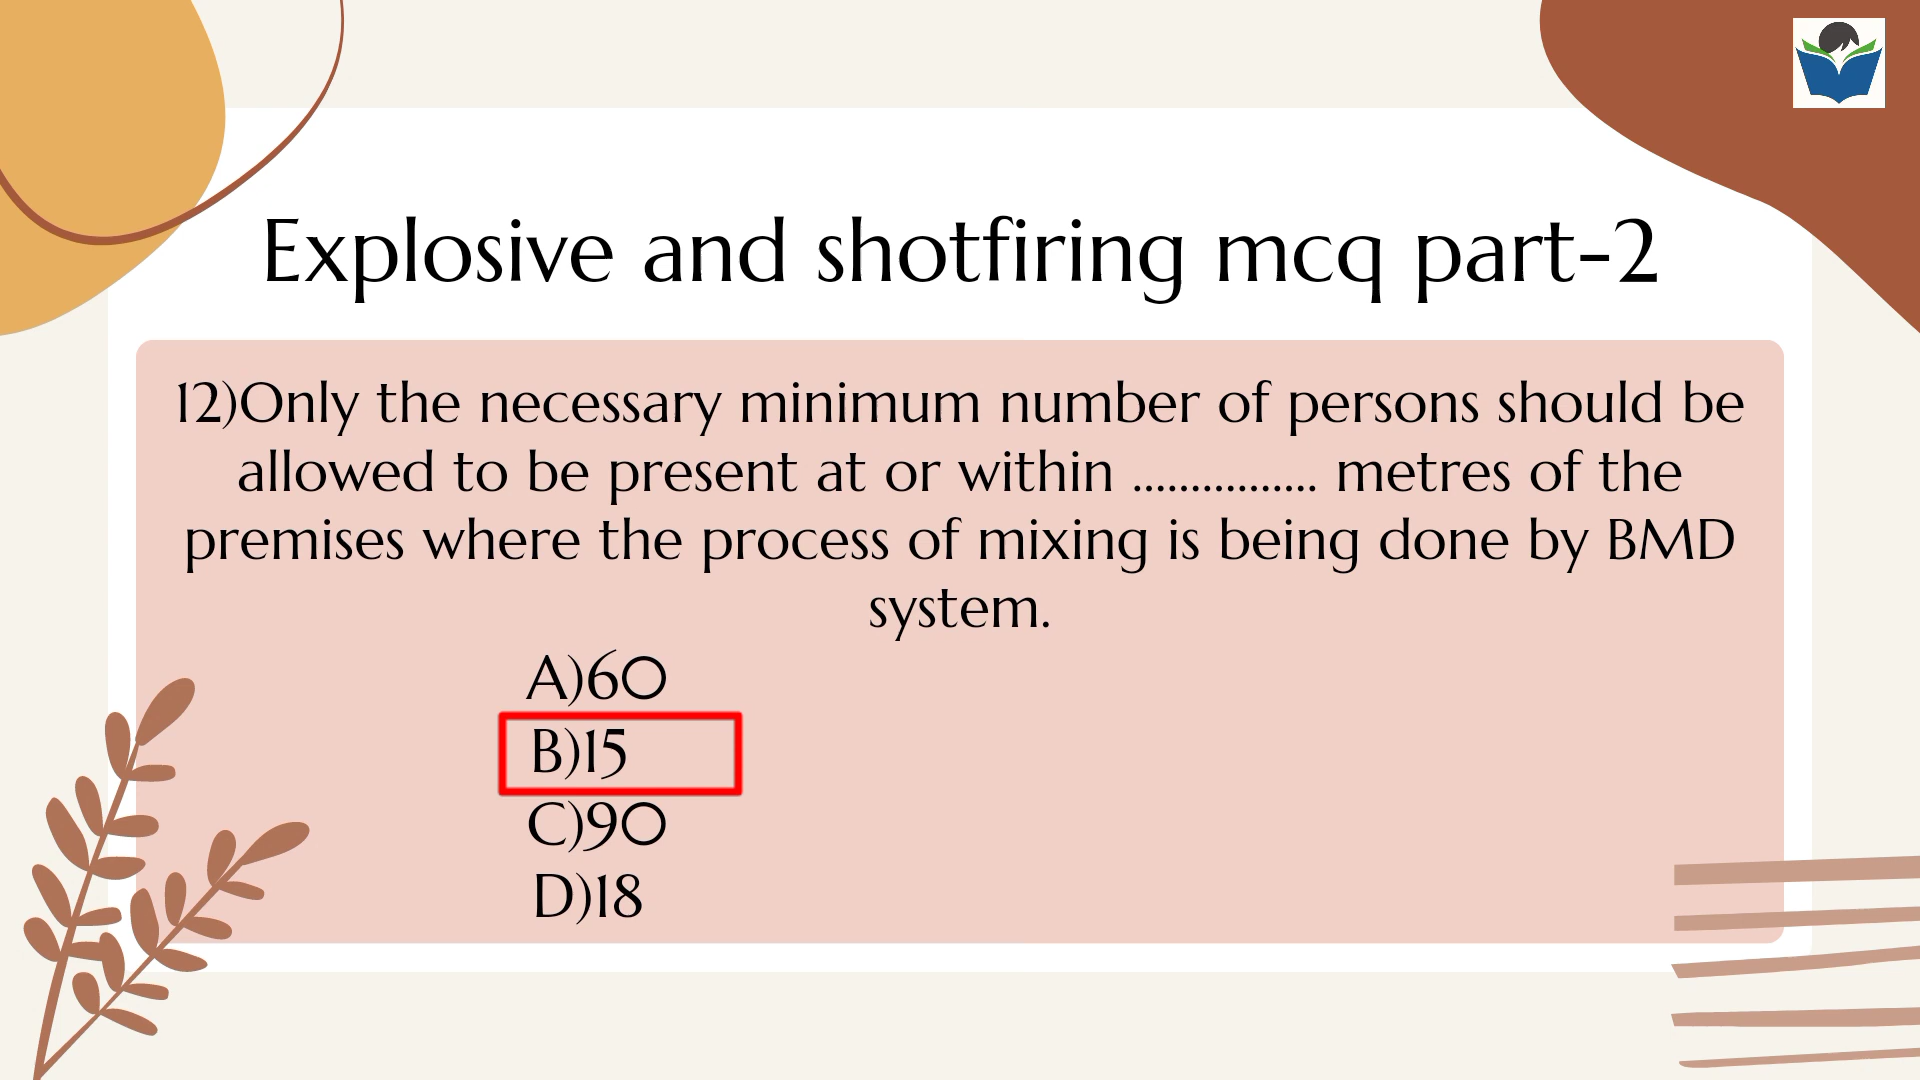 Explosive and shotfiring mcq part-2
12)Only the necessary minimum number of persons should be
allowed to be present at or within ................ metres of the
premises where the process of mixing is being done by BMD
system.
A)60
B)15
C)90
D)18